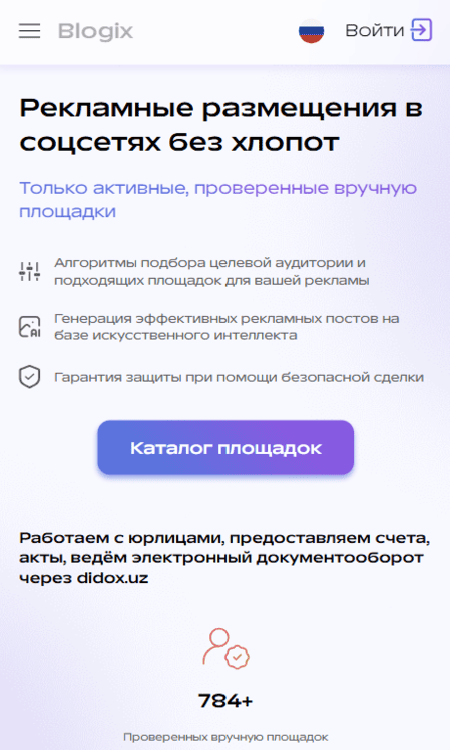 Blogix
Войти
Рекламные размещения в
соцсетях без хлопот
Только активные, проверенные вручную
площадки
Алгоритмы подбора целевой аудитории и
подходящих площадок для вашей рекламы
Генерация эффективных рекламных постов на
базе искусственного интеллекта
AI
Гарантия защиты при помощи безопасной сделки
Каталог площадок
Работаем с юрлицами, предоставляем счета,
акты, ведём электронный документооборот
через didox.uz
784+
Проверенных вручную площадок